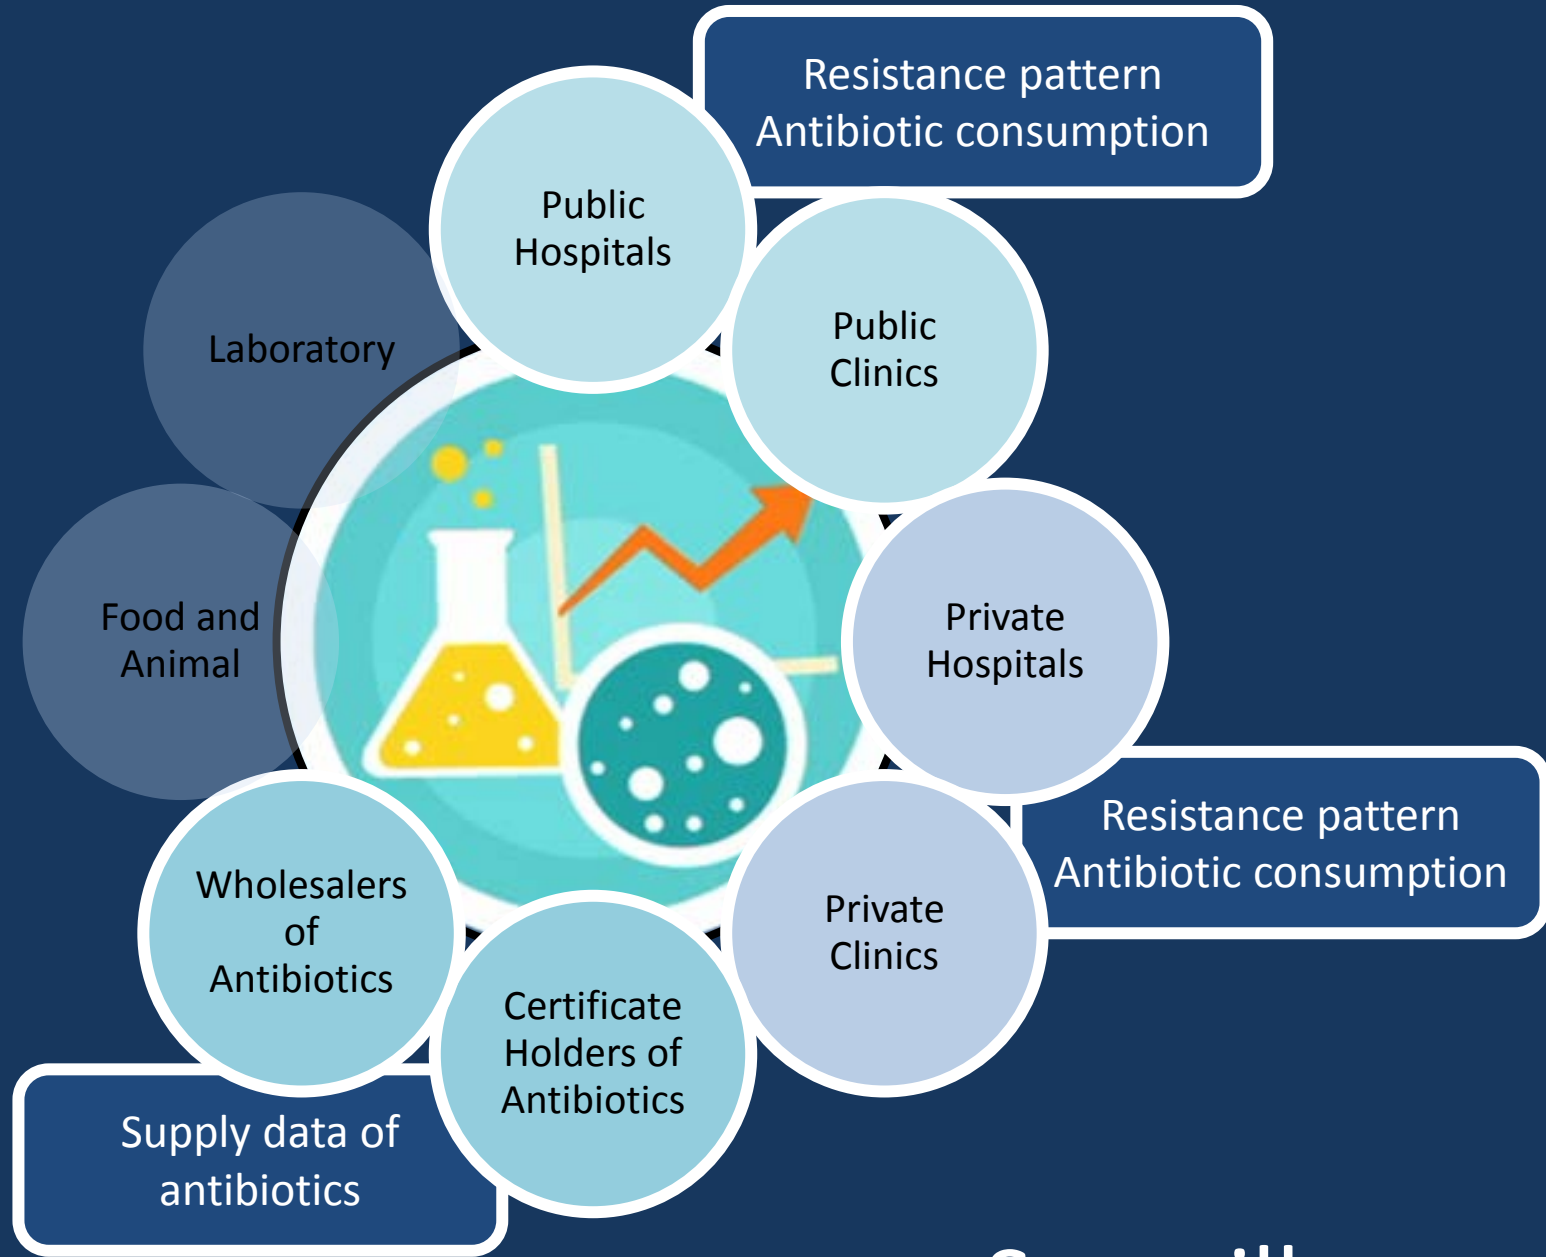 Resistance pattern
Antibiotic consumption
Public
Hospitals
Public
Clinics
Laboratory
Food and
Animal
Private
Hospitals
Resistance pattern
Antibiotic consumption
Private
Clinics
Wholesalers
of
Antibiotics
Certificate
Holders of
Antibiotics
Supply data of
antibiotics